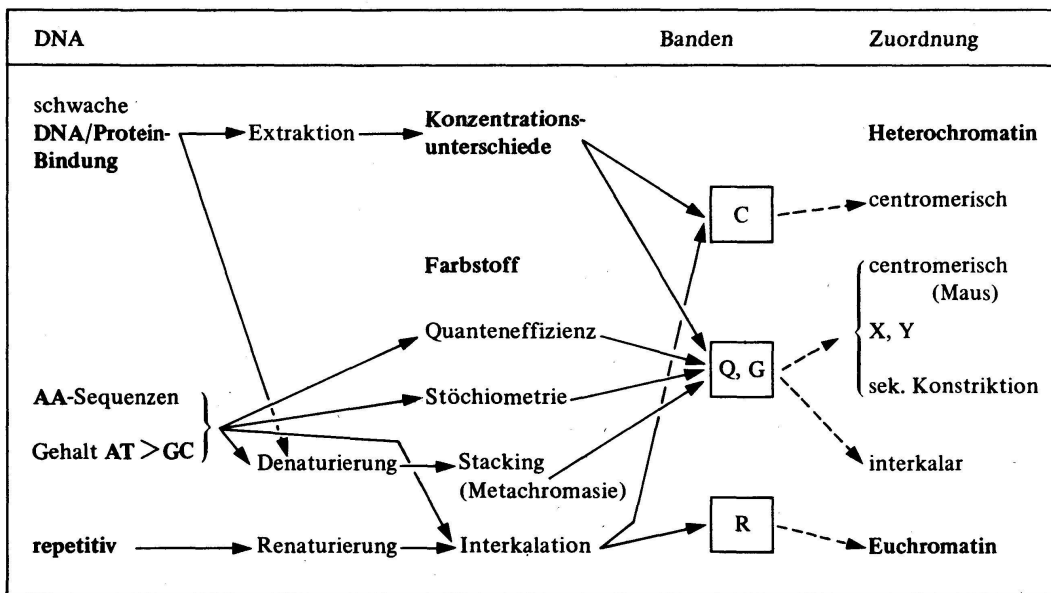 DNA Banden Zuordnung
schwache
DNA/Protein-
Bindung
Extraktion
Konzentrations-
unterschiede
Heterochromatin
C
centromerisch
Farbstoff
centromerisch
(Maus)
Quanteneffizienz
X, Y
Q, G
AA-Sequenzen
Stöchiometrie
sek. Konstriktion
Gehalt AT > GC
Denaturierung
Stacking
(Metachromasie)
interkalar
R
repetitiv
Renaturierung
Interkalation
Euchromatin